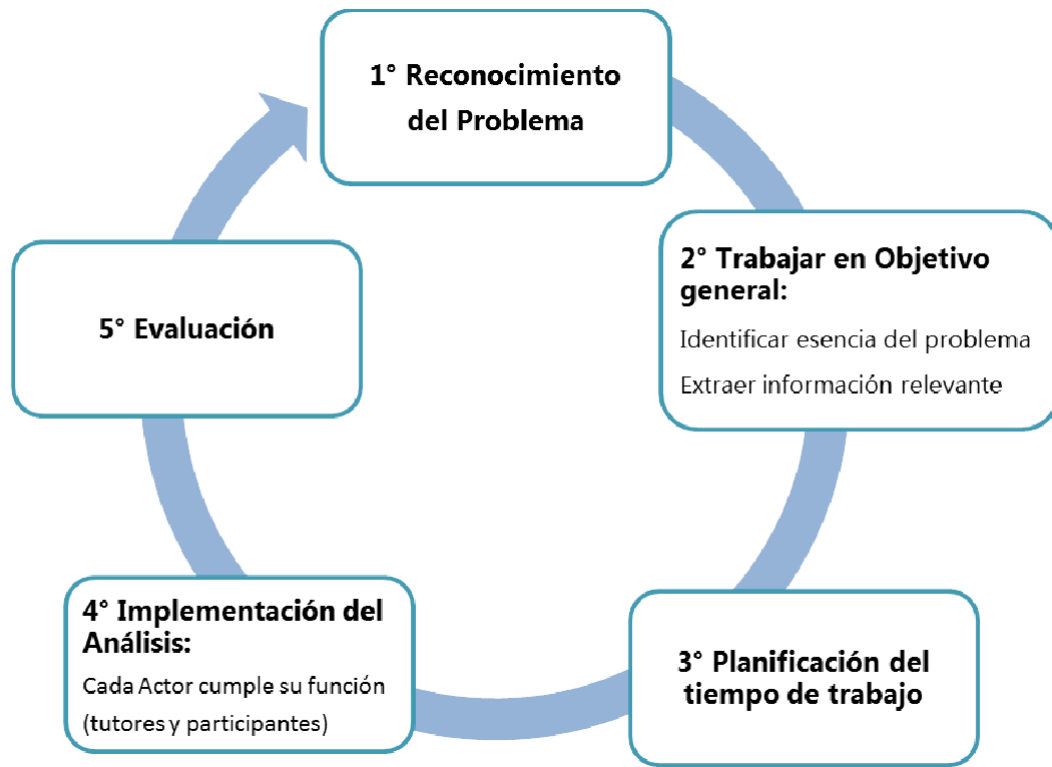 1° Reconocimiento
del Problema
2° Trabajar en Objetivo
general:
Identificar esencia del problema
Extraer información relevante
3° Planificación del
tiempo de trabajo
4° Implementación del
Análisis:
Cada Actor cumple su función
(tutores y participantes)
5° Evaluación